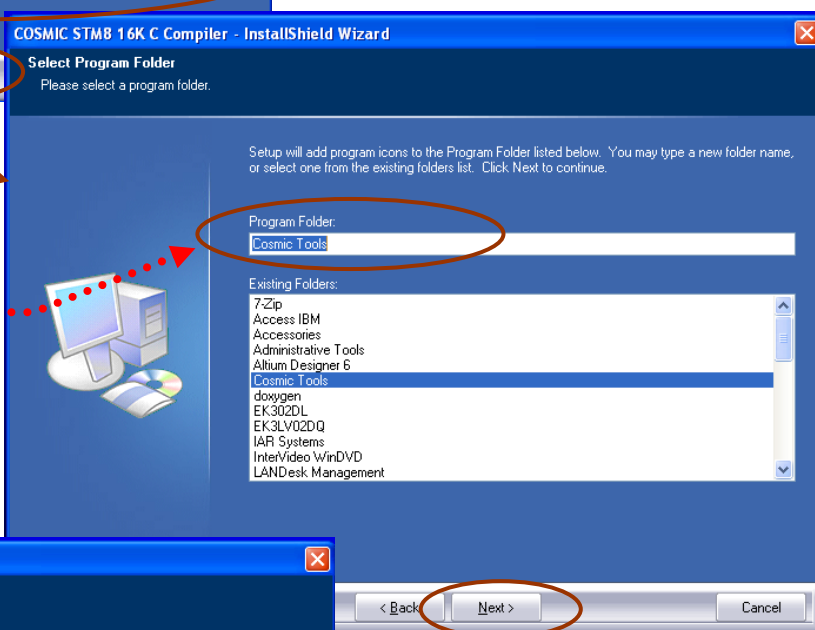 COSMIC STM8 16K C Compiler - InstallShield Wizard
Select Program Folder
Please select a program folder.
Setup will add program icons to the Program Folder listed below. You may type a new folder name,
or select one from the existing folders list. Click Next to continue.
Program Folder:
Cosmic Tools
Existing Folders:
7-Zip
Access IBM
Accessories
Administrative Tools
Altium Designer 6
Cosmic Tools
doxygen
EK302DL
EK3LV02DQ
IAR Systems
InterVideo WinDVD
LANDesk Management
< Back
Next >
Cancel